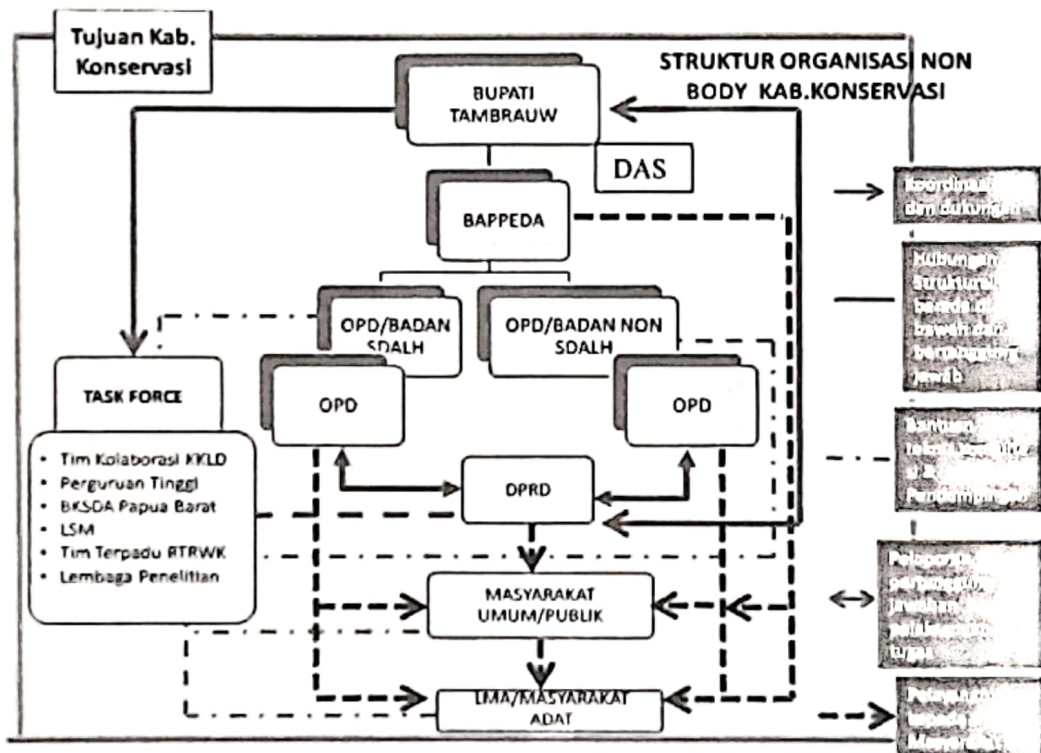 Tujuan Kab.
Konservasi
STRUKTUR ORGANISASI NON
BODY KAB.KONSERVASI
BUPATI
TAMBRAUW
DAS
BAPPEDA
OPD/BADAN
SDALH
OPD/BADAN NON
SDALH
TASK FORCE
OPD
OPD
• Tim Kolaborasi KKLD
• Perguruan Tinggi
• BKSDA Papua Barat
• LSM
• Tim Terpadu RTRWK
• Lembaga Penelitian
DPRD
MASYARAKAT
UMUM/PUBLIK
LMA/MASYARAKAT
ADAT
Koordinasi
dan dukungan
Hubungan
Struktural
berada di
bawah dan
jawab
Bantuan
tugas